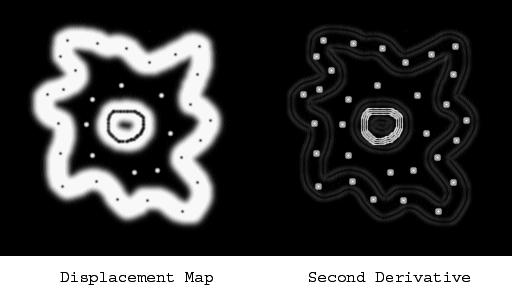 Displacement Map
Second Derivative